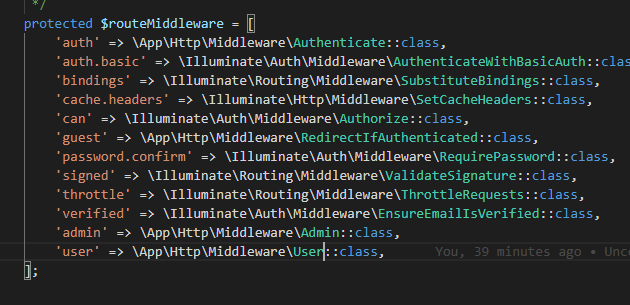 */
protected $routeMiddleware = [
'auth' => \App\Http\Middleware\Authenticate::class,
'auth.basic' => \Illuminate\Auth\Middleware\AuthenticateWithBasicAuth::class,
'bindings' => \Illuminate\Routing\Middleware\SubstituteBindings::class,
'cache.headers' => \Illuminate\Http\Middleware\SetCacheHeaders::class,
'can' => \Illuminate\Auth\Middleware\Authorize::class,
'guest' => \App\Http\Middleware\RedirectIfAuthenticated::class,
'password.confirm' => \Illuminate\Auth\Middleware\RequirePassword::class,
'signed' => \Illuminate\Routing\Middleware\ValidateSignature::class,
'throttle' => \Illuminate\Routing\Middleware\ThrottleRequests::class,
'verified' => \Illuminate\Auth\Middleware\EnsureEmailIsVerified::class,
'admin' => \App\Http\Middleware\Admin::class,
'user' => \App\Http\Middleware\User::class, You, 39 minutes ago • Unco
];